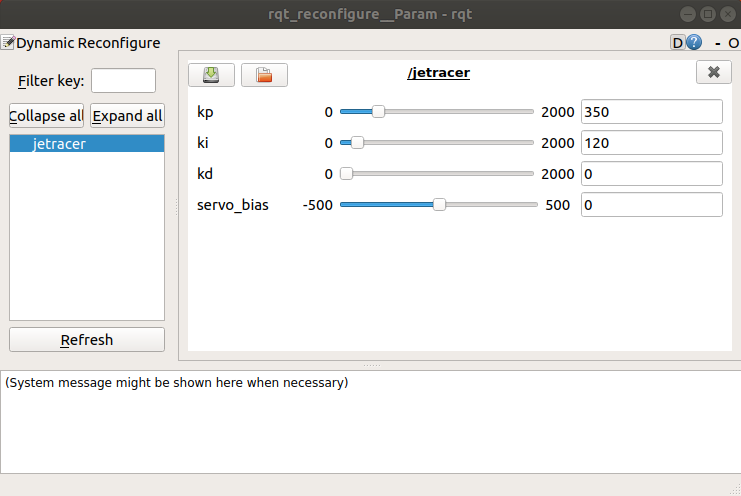 rqt_reconfigure__Param - rqt
Dynamic Reconfigure
D ? - O
Filter key:
Collapse all Expand all
jetracer
Refresh
/jetracer
kp 0 2000 350
ki 0 2000 120
kd 0 2000 0
servo_bias -500 500 0
(System message might be shown here when necessary)